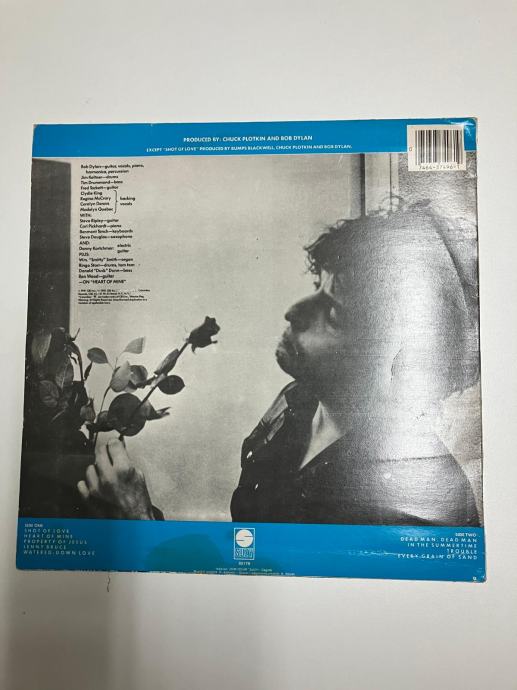 PRODUCED BY: CHUCK PLOTKIN AND BOB DYLAN
EXCEPT "SHOT OF LOVE" PRODUCED BY BUMPS BLACKWELL, CHUCK PLOTKIN AND BOB DYLAN.
Bob Dylan—guitar, vocals, piano,
harmonica, percussion
Jim Keltner—drums
Tim Drummond—bass
Fred Tackett—guitar
Clydie King
Regina McCrary
Carolyn Dennis
Madelyn Quebec
backing
vocals
WITH:
Steve Ripley—guitar
Carl Pickhardt—piano
Benmont Tench—keyboards
Steve Douglas—saxophone
AND:
Danny Kortchmar:
electric
guitar
PLUS:
Wm. "Smitty" Smith—organ
Ringo Starr—drums, tom tom
Donald "Duck" Dunn—bass
Ron Wood—guitar
—ON "HEART OF MINE"
SIDE ONE
SHOT OF LOVE
HEART OF MINE
PROPERTY OF JESUS
LENNY BRUCE
WATERED-DOWN LOVE
SUZY
SIDE TWO
DEAD MAN, DEAD MAN
IN THE SUMMERTIME
TROUBLE
EVERY GRAIN OF SAND